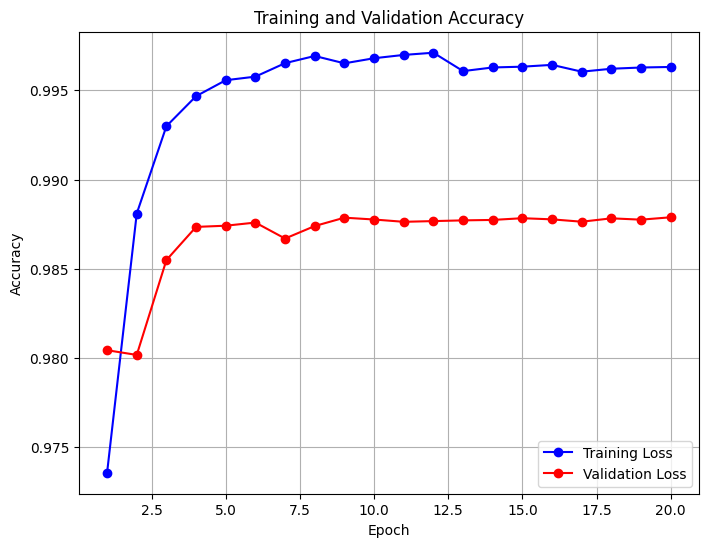 Training and Validation Accuracy
Accuracy
0.995
0.990
0.985
0.980
0.975
Training Loss
Validation Loss
2.5 5.0 7.5 10.0 12.5 15.0 17.5 20.0
Epoch